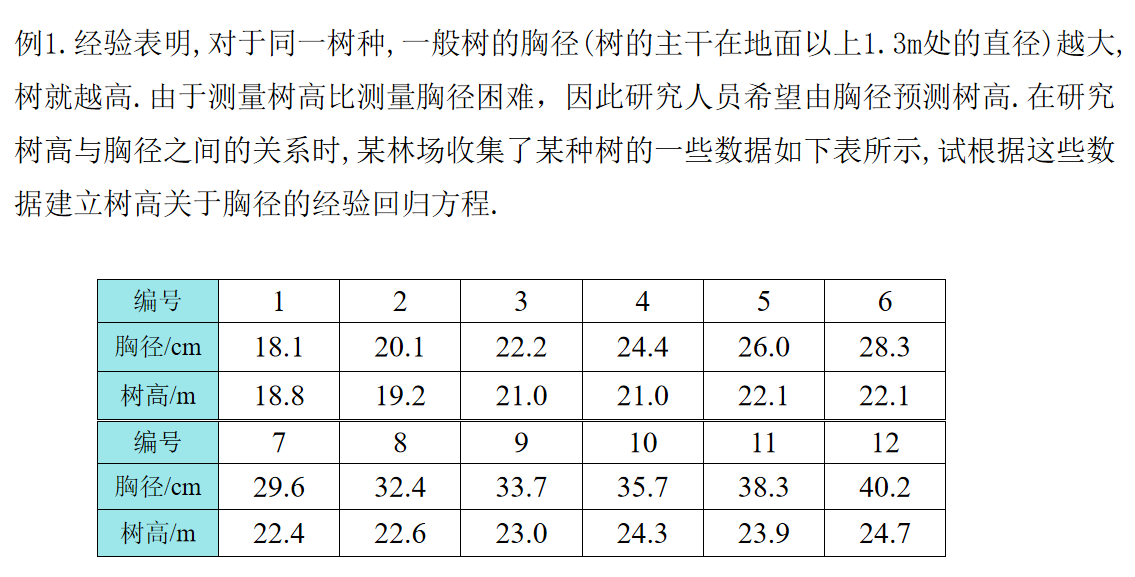 例1.经验表明,对于同一树种,一般树的胸径(树的主干在地面以上1.3m处的直径)越大,
树就越高.由于测量树高比测量胸径困难，因此研究人员希望由胸径预测树高.在研究
树高与胸径之间的关系时,某林场收集了某种树的一些数据如下表所示,试根据这些数
据建立树高关于胸径的经验回归方程.
编号 1 2 3 4 5 6
胸径/cm 18.1 20.1 22.2 24.4 26.0 28.3
树高/m 18.8 19.2 21.0 21.0 22.1 22.1
编号 7 8 9 10 11 12
胸径/cm 29.6 32.4 33.7 35.7 38.3 40.2
树高/m 22.4 22.6 23.0 24.3 23.9 24.7